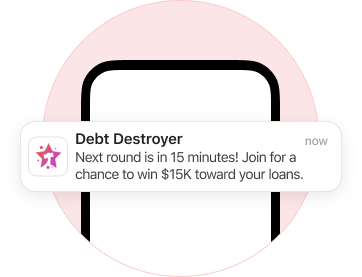 Debt Destroyer
now
Next round is in 15 minutes! Join for a
chance to win $15K toward your loans.